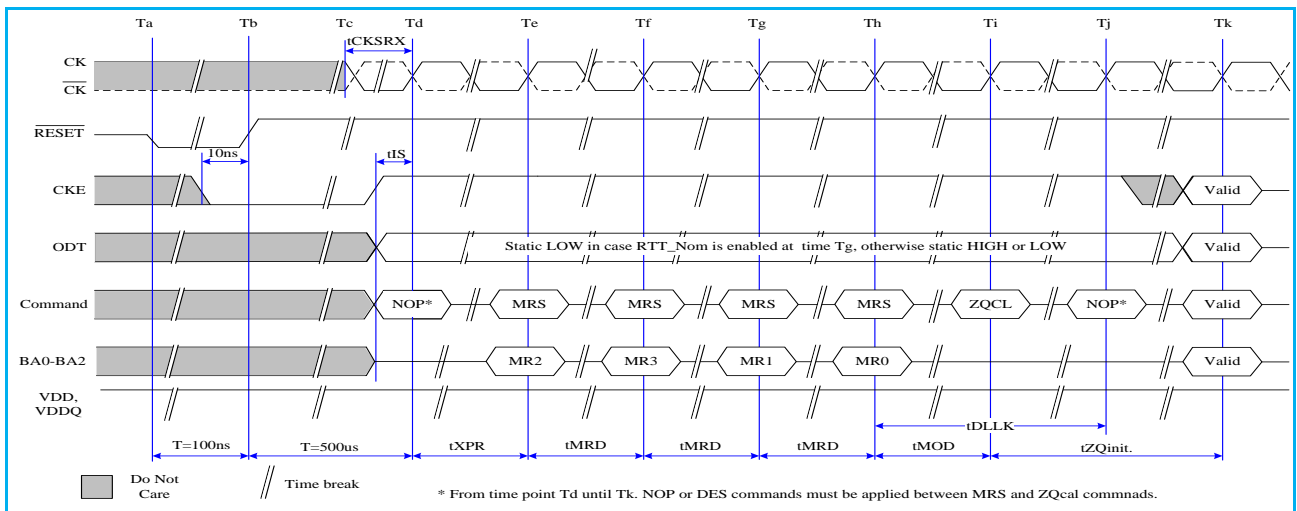 Ta Tb Tc Td Te Tf Tg Th Ti Tj Tk
tCKSRX
CK
CK
RESET
10ns
tIS
CKE
Valid
ODT
Static LOW in case RTT_Nom is enabled at time Tg, otherwise static HIGH or LOW
Valid
Command
NOP* MRS MRS MRS MRS ZQCL NOP* Valid
BA0-BA2
MR2 MR3 MR1 MR0 Valid
VDD,
VDDQ
tDLLK
T=100ns T=500us tXPR tMRD tMRD tMRD tMOD tZQinit.
Do Not
Care
Time break
* From time point Td until Tk. NOP or DES commands must be applied between MRS and ZQcal commnads.